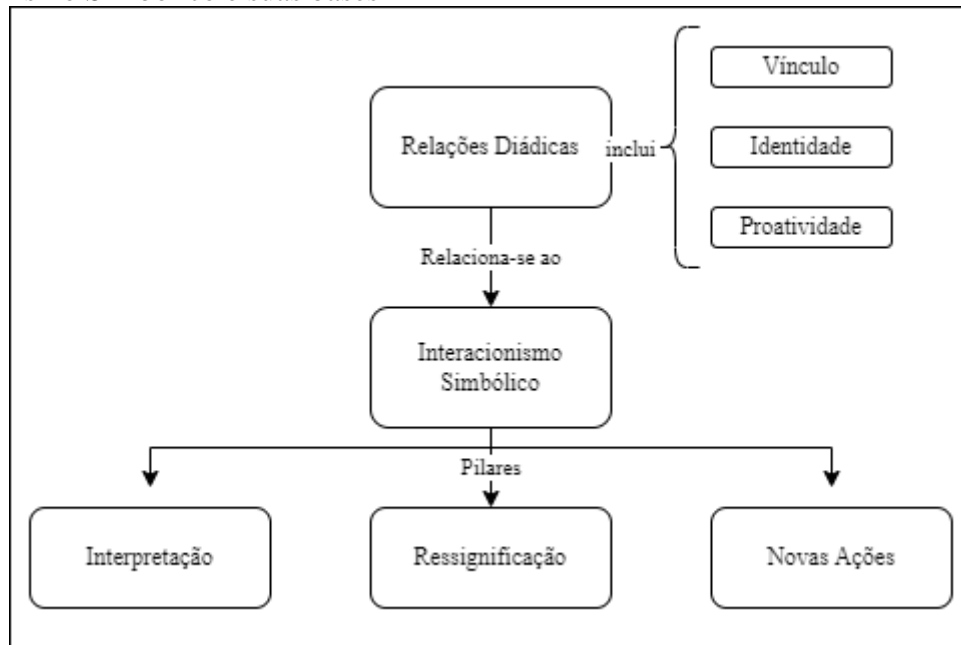 Vínculo
Relações Diádicas
inclui
Identidade
Proatividade
Relaciona-se ao
Interacionismo
Simbólico
Pilares
Interpretação
Ressignificação
Novas Ações